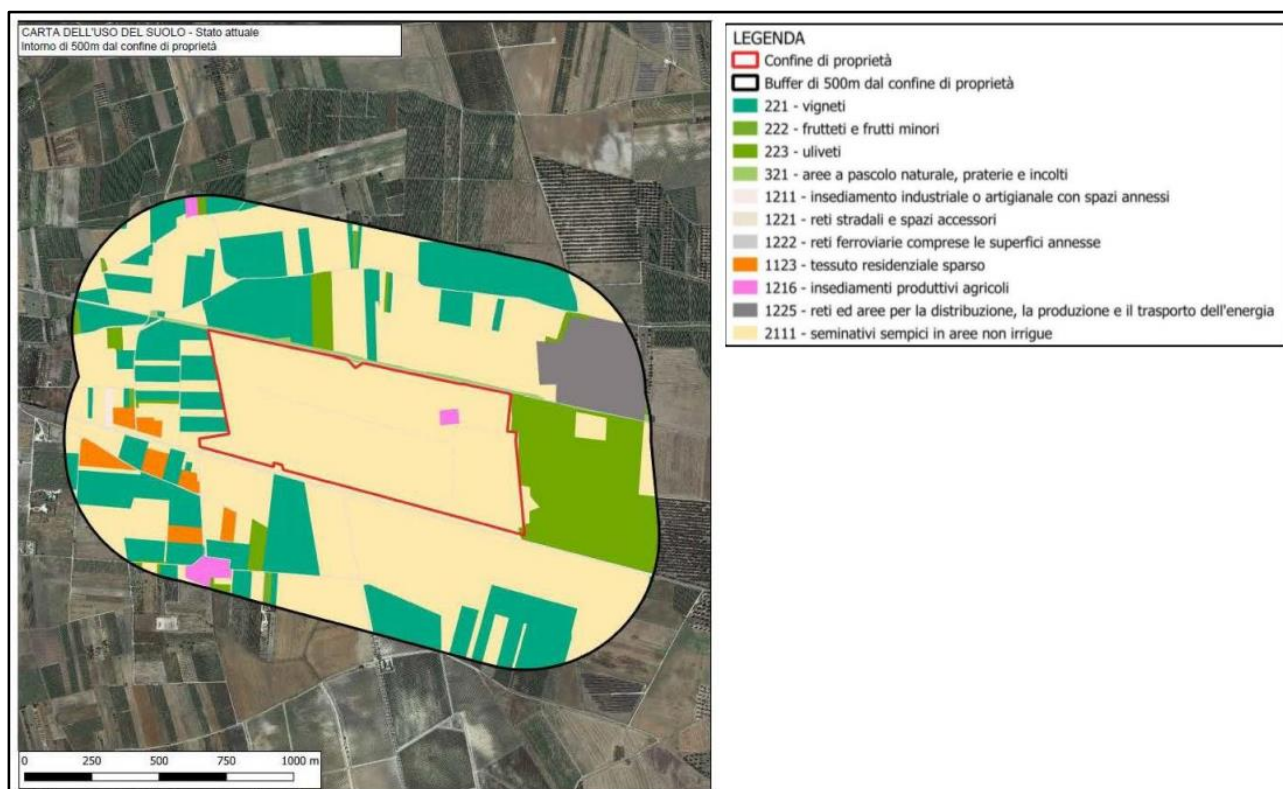 CARTA DELL'USO DEL SUOLO - Stato attuale
Intorno di 500m dal confine di proprietà
LEGENDA
Confine di proprietà
Buffer di 500m dal confine di proprietà
221 - vigneti
222 - frutteti e frutti minori
223 - uliveti
321 - aree a pascolo naturale, praterie e incolti
1211 - insediamento industriale o artigianale con spazi annessi
1221 - reti stradali e spazi accessori
1222 - reti ferroviarie comprese le superfici annesse
1123 - tessuto residenziale sparso
1216 - insediamenti produttivi agricoli
1225 - reti ed aree per la distribuzione, la produzione e il trasporto dell'energia
2111 - seminativi sempici in aree non irrigue
0 250 500 750 1000 m